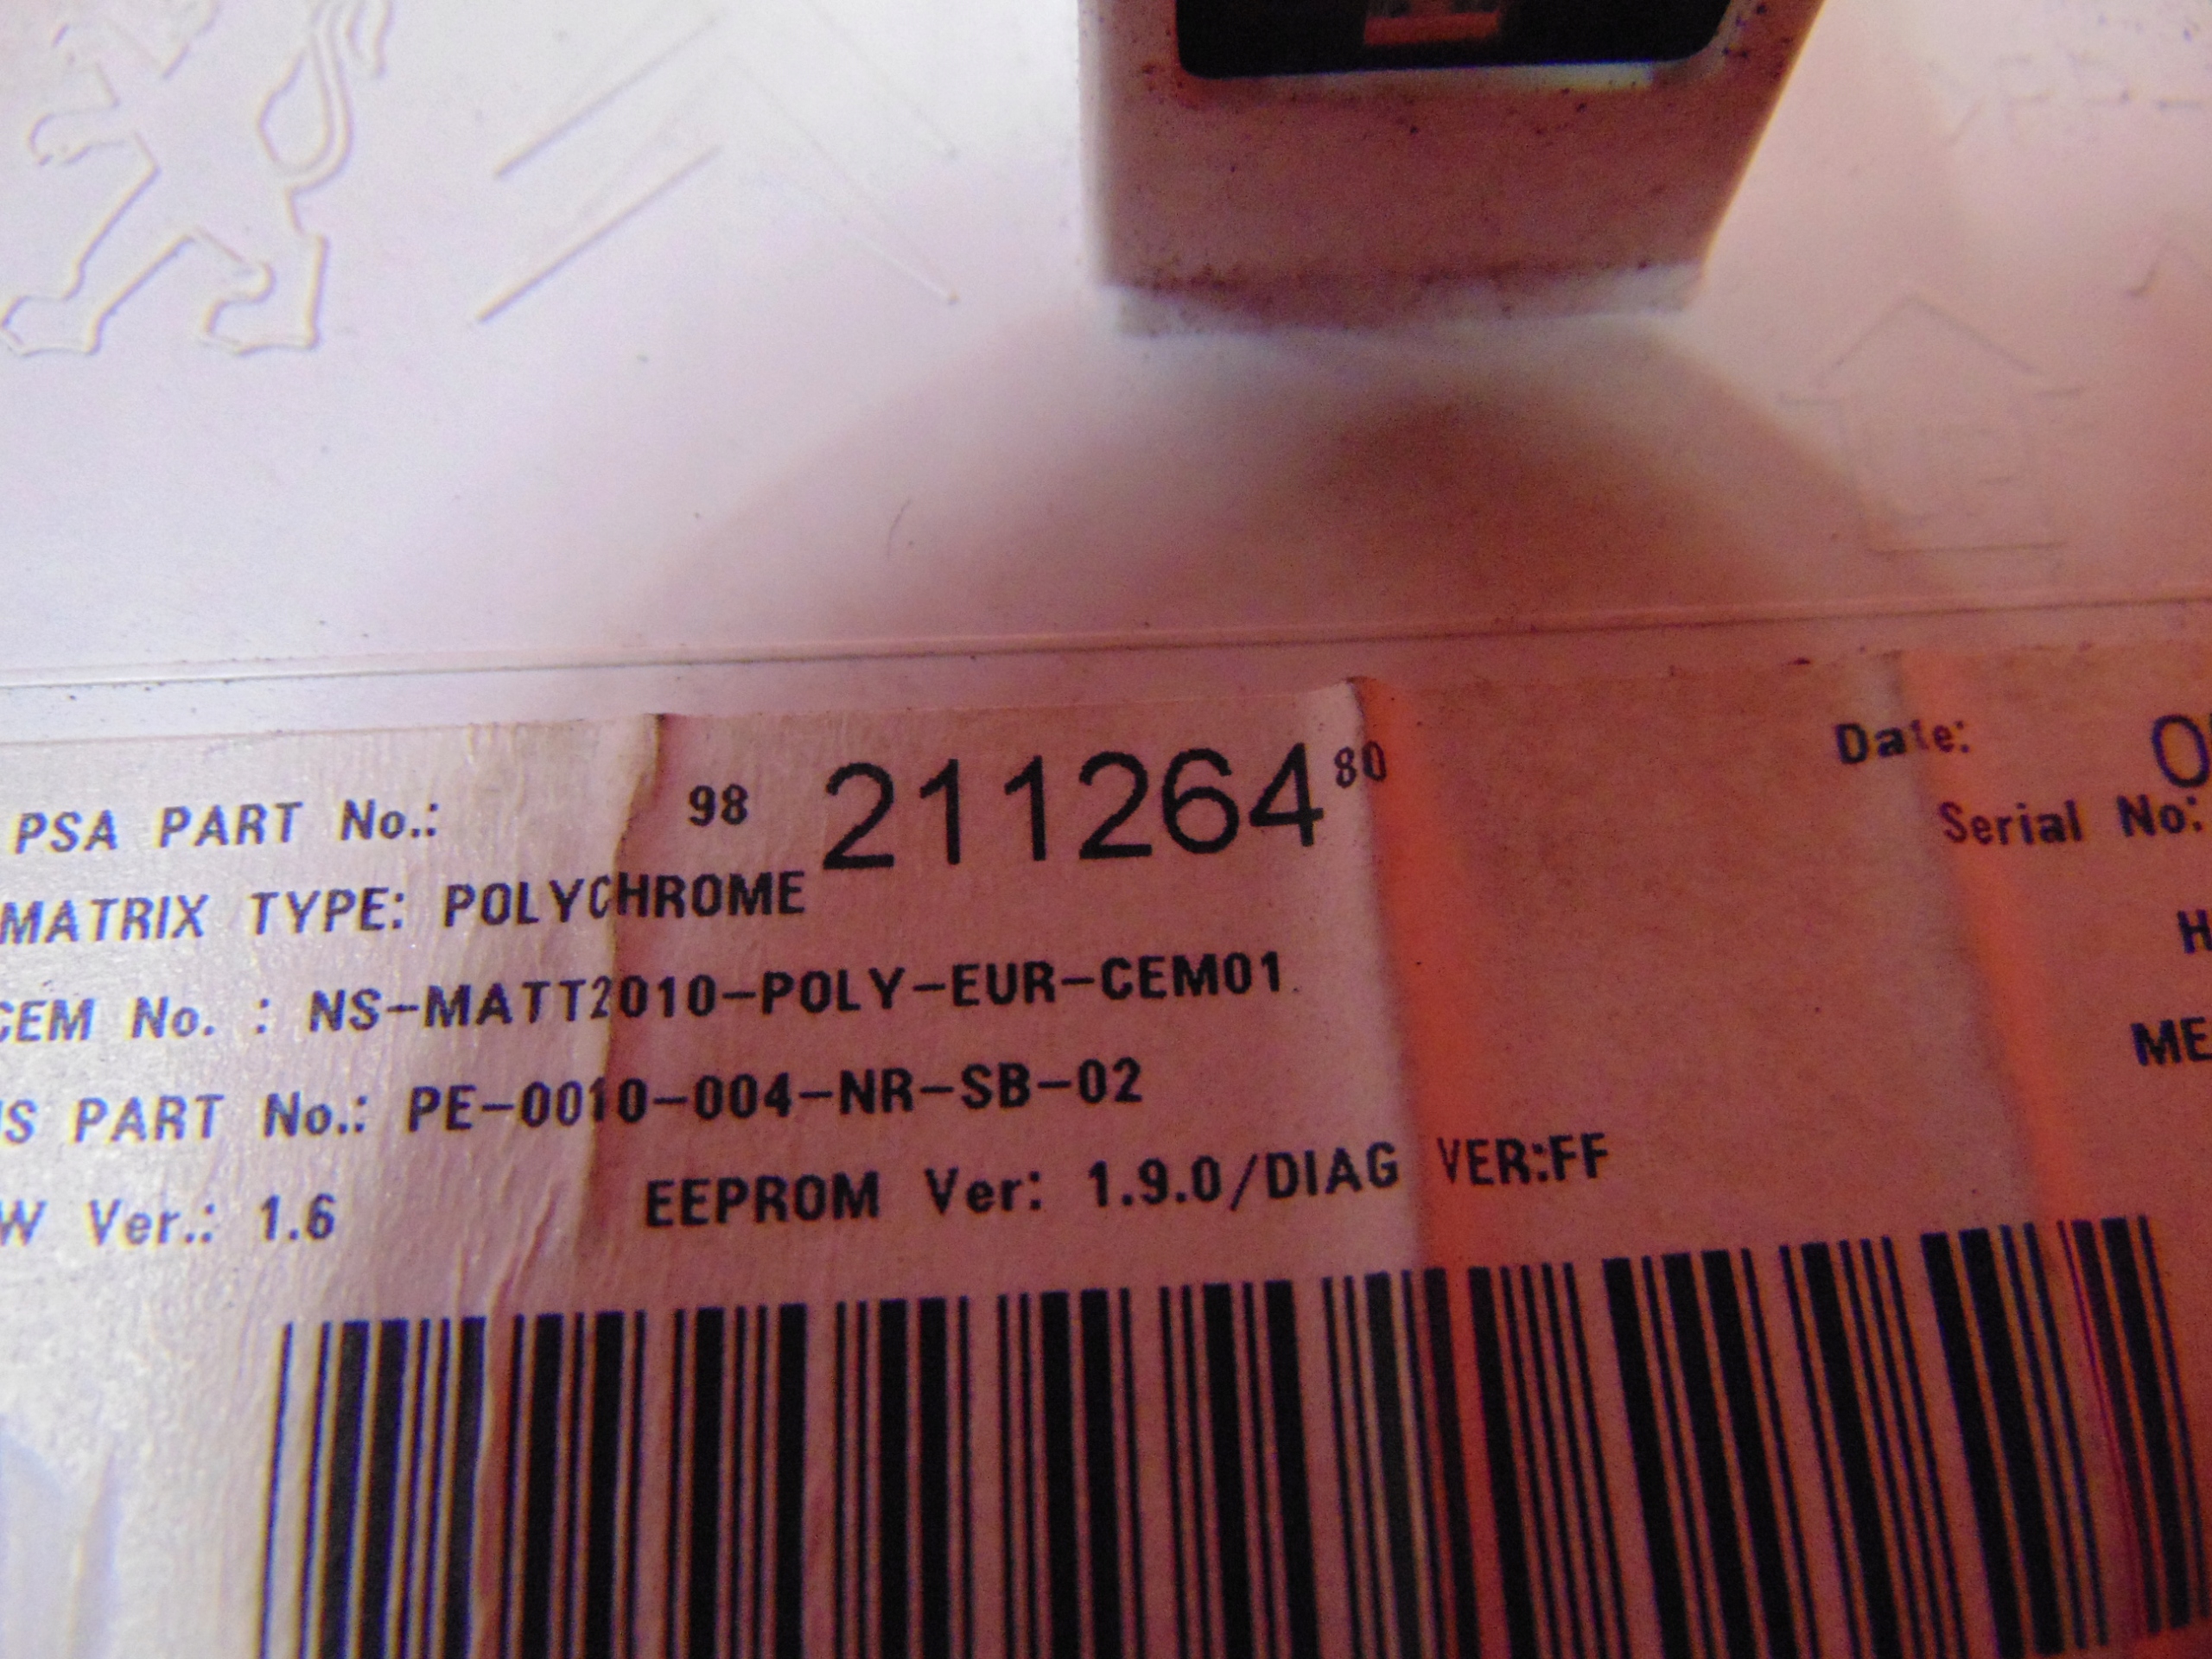 PSA PART No.: 98 211264 80 Date:
Serial No:
MATRIX TYPE: POLYCHROME
CEM No. : NS-MATT2010-POLY-EUR-CEM01
PART No.: PE-0010-004-NR-SB-02
Ver.: 1.6 EEPROM Ver: 1.9.0/DIAG VER:FF